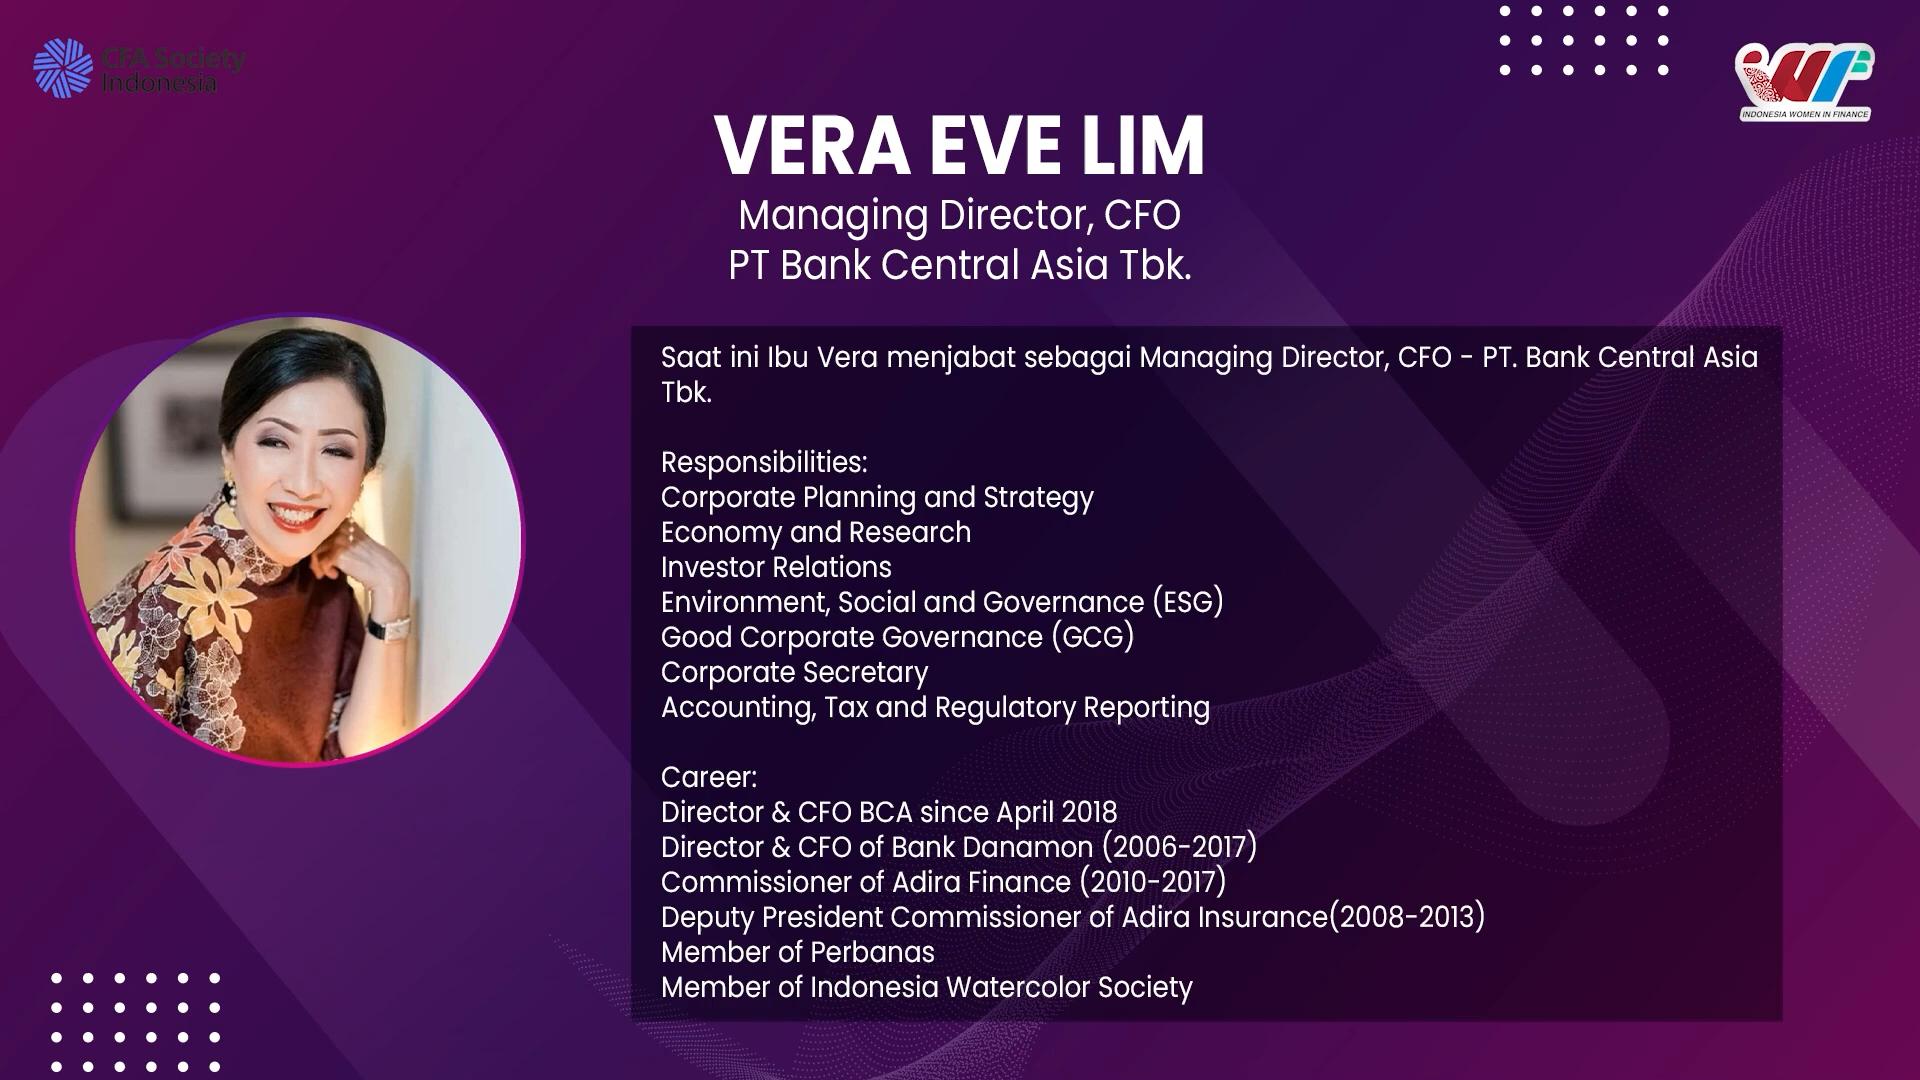 CFA Society
Indonesia
INDONESIA WOMEN IN FINANCE
VERA EVE LIM
Managing Director, CFO
PT Bank Central Asia Tbk.
Saat ini Ibu Vera menjabat sebagai Managing Director, CFO - PT. Bank Central Asia
Tbk.
Responsibilities:
Corporate Planning and Strategy
Economy and Research
Investor Relations
Environment, Social and Governance (ESG)
Good Corporate Governance (GCG)
Corporate Secretary
Accounting, Tax and Regulatory Reporting
Career:
Director & CFO BCA since April 2018
Director & CFO of Bank Danamon (2006-2017)
Commissioner of Adira Finance (2010-2017)
Deputy President Commissioner of Adira Insurance(2008-2013)
Member of Perbanas
Member of Indonesia Watercolor Society